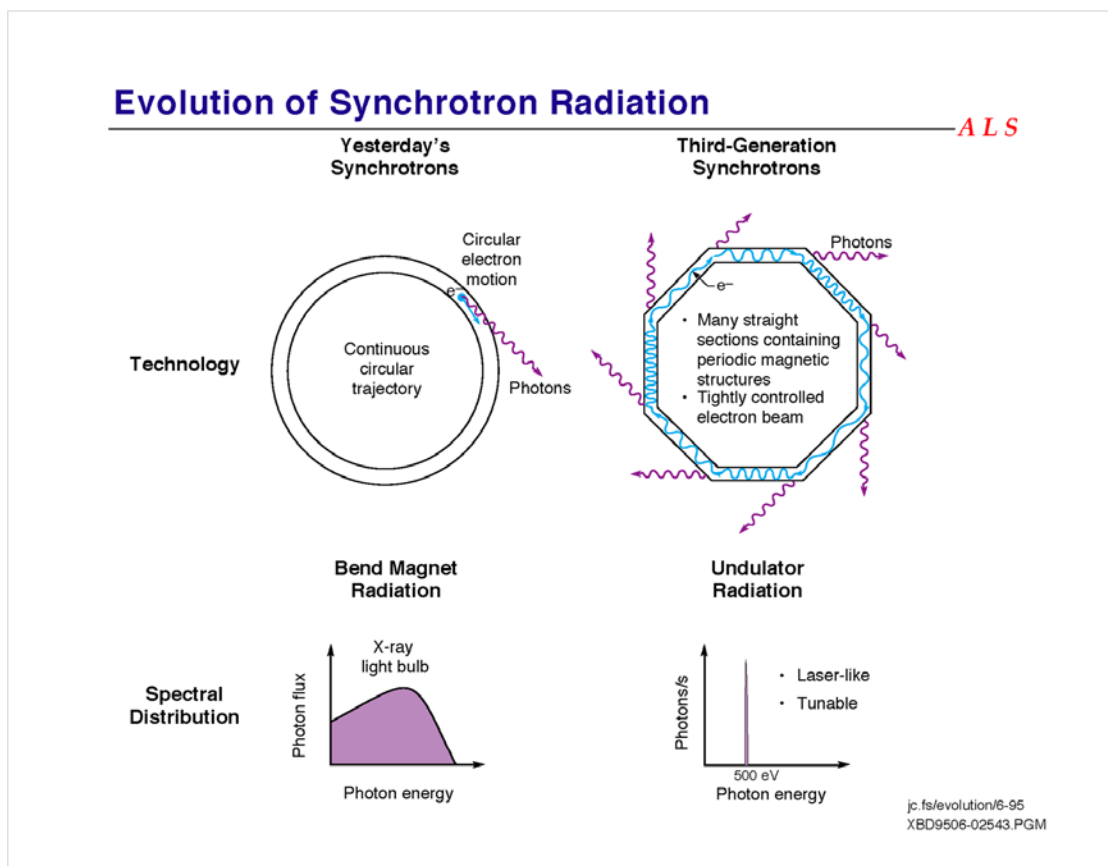 Evolution of Synchrotron Radiation
ALS
Yesterday's
Synchrotrons
Third-Generation
Synchrotrons
Technology
Circular
electron
motion
e–
Continuous
circular
trajectory
Photons
Photons
e–
• Many straight
sections containing
periodic magnetic
structures
• Tightly controlled
electron beam
Bend Magnet
Radiation
Undulator
Radiation
Spectral
Distribution
X-ray
light bulb
Photon flux
Photon energy
Photons/s
• Laser-like
• Tunable
500 eV
Photon energy
jc.fs/evolution/6-95
XBD9506-02543.PGM